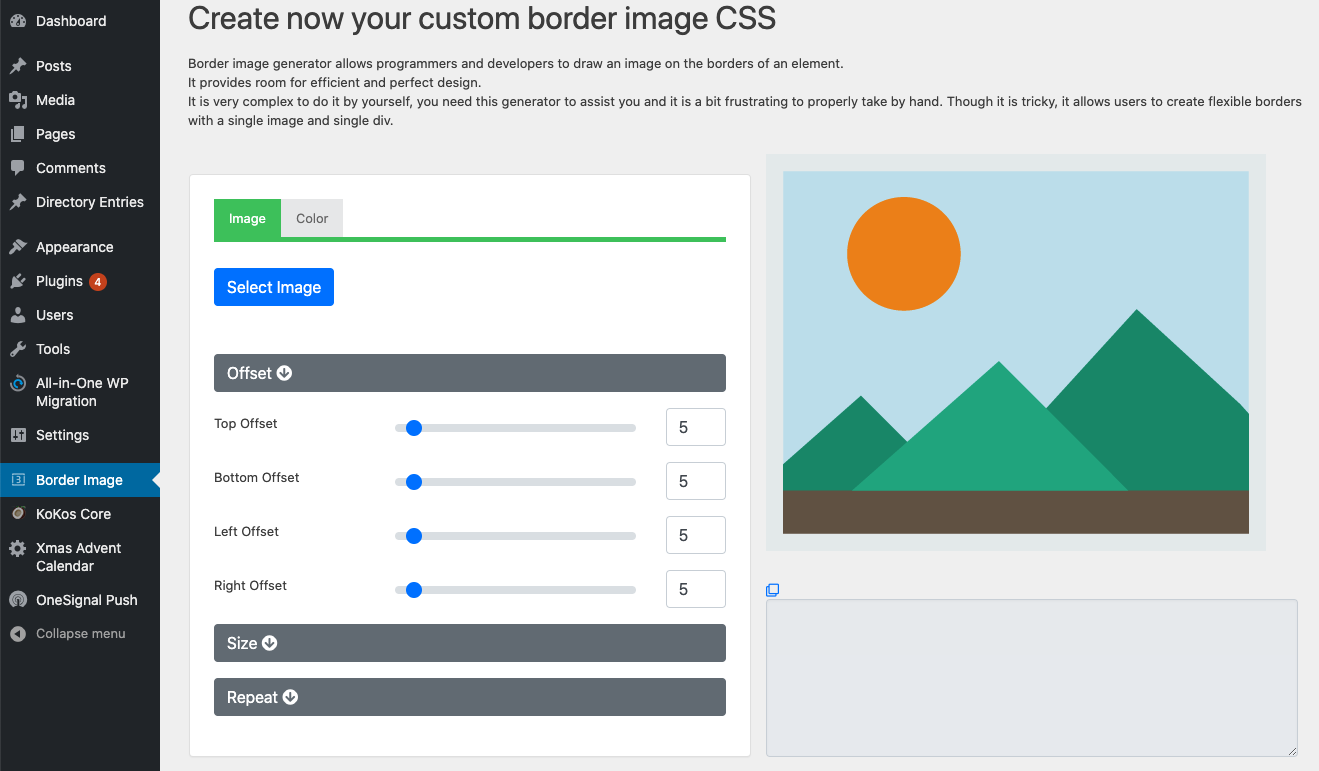 Dashboard
Posts
Media
Pages
Comments
Directory Entries
Appearance
Plugins 4
Users
Tools
All-in-One WP
Migration
Settings
3 Border Image
KoKos Core
Xmas Advent
Calendar
OneSignal Push
Collapse menu
Create now your custom border image CSS
Border image generator allows programmers and developers to draw an image on the borders of an element.
It provides room for efficient and perfect design.
It is very complex to do it by yourself, you need this generator to assist you and it is a bit frustrating to properly take by hand. Though it is tricky, it allows users to create flexible borders
with a single image and single div.
Image Color
Select Image
Offset
Top Offset 5
Bottom Offset 5
Left Offset 5
Right Offset 5
Size
Repeat